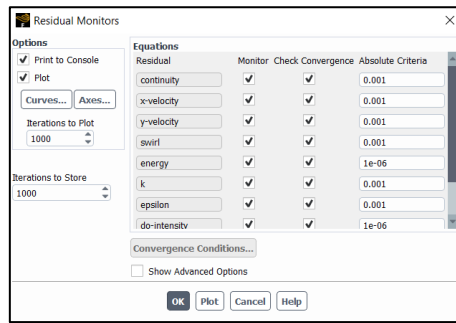 Residual Monitors
Options
Print to Console
Plot
Curves... Axes...
Iterations to Plot
1000
Iterations to Store
1000
Equations
Residual Monitor Check Convergence Absolute Criteria
continuity 0.001
x-velocity 0.001
y-velocity 0.001
swirl 0.001
energy 1e-06
k 0.001
epsilon 0.001
do-intensity 1e-06
Convergence Conditions...
Show Advanced Options
OK Plot Cancel Help